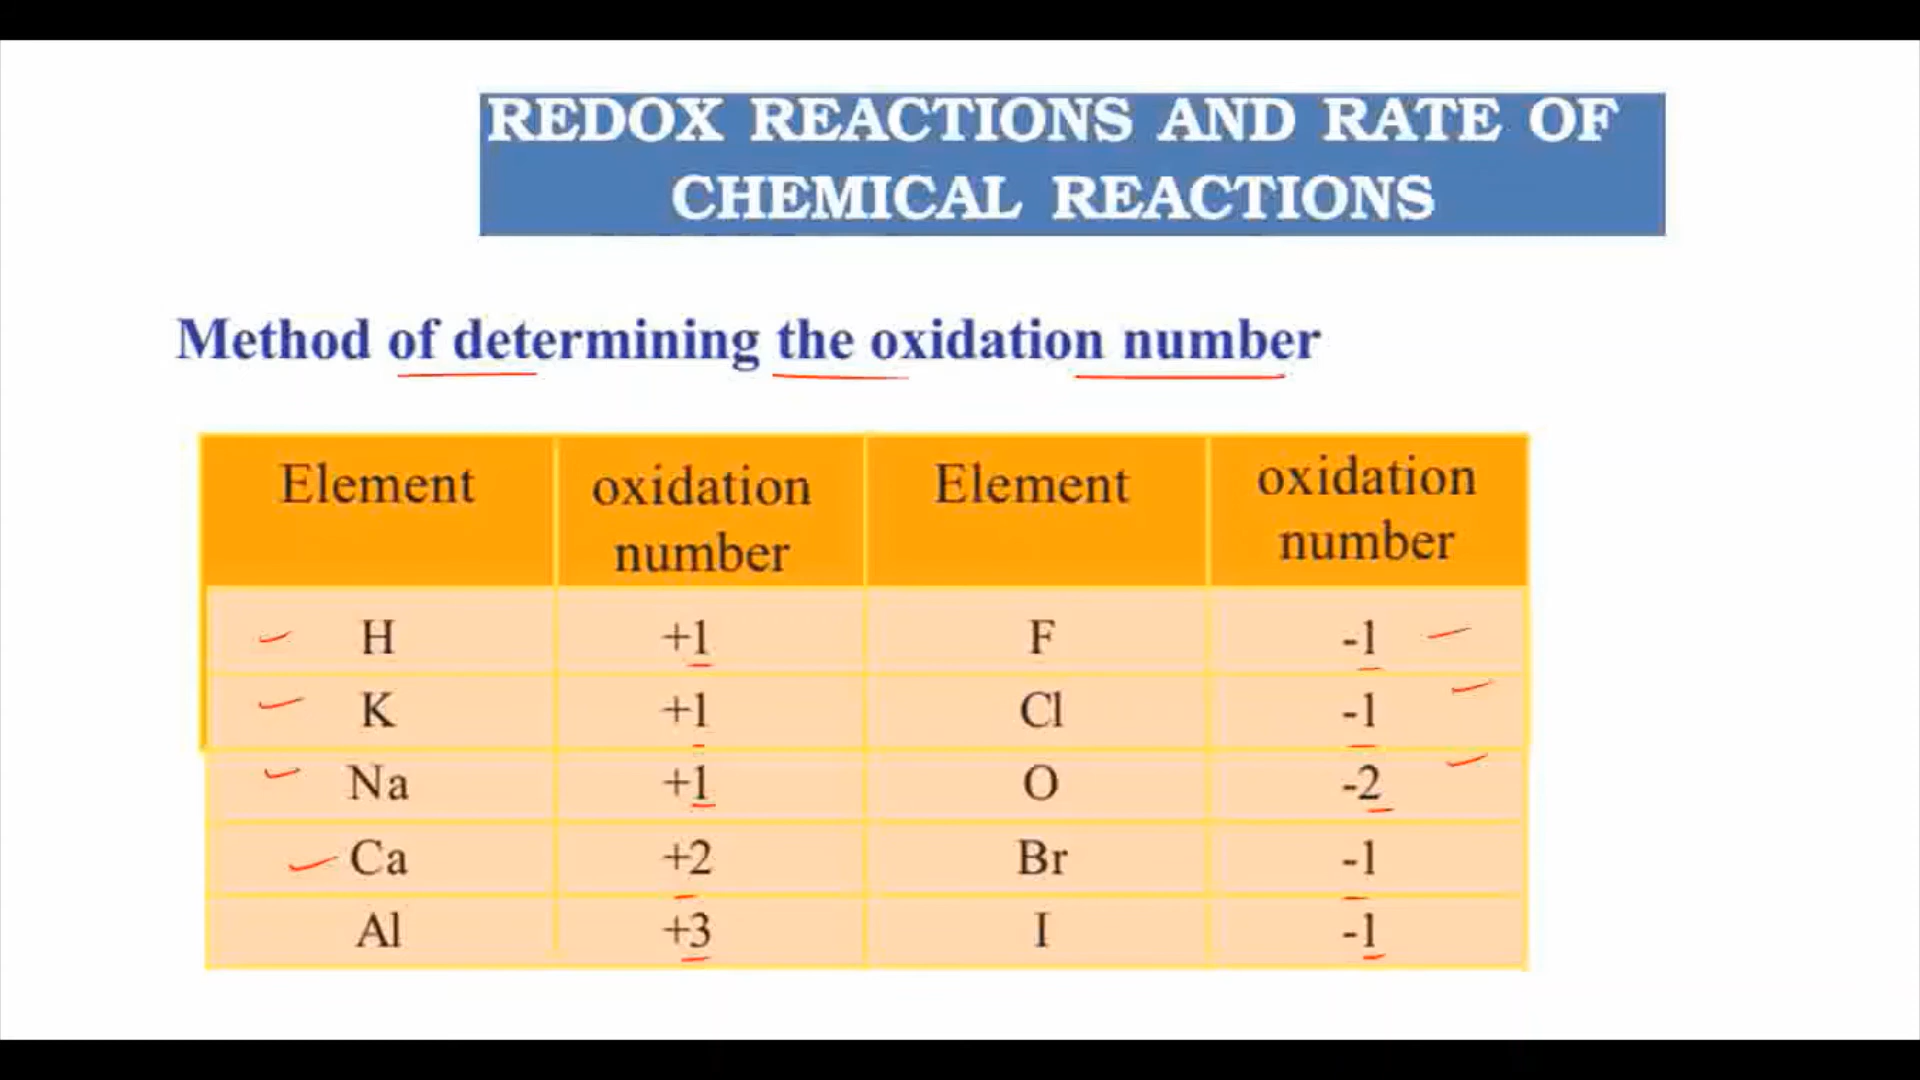 REDOX REACTIONS AND RATE OF
CHEMICAL REACTIONS
Method of determining the oxidation number
Element oxidation number Element oxidation number
H +1 F -1
K +1 Cl -1
Na +1 O -2
Ca +2 Br -1
Al +3 I -1